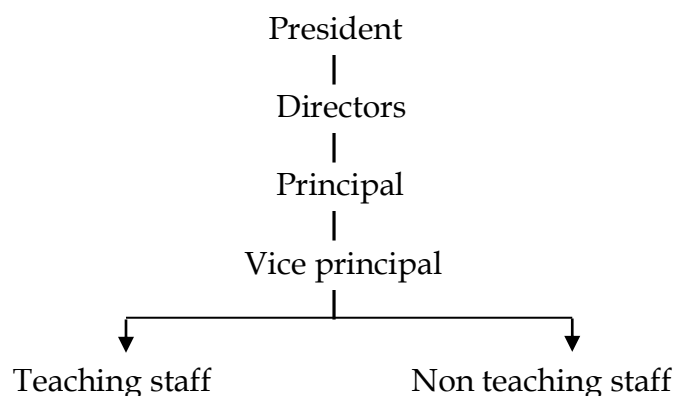 President
Directors
Principal
Vice principal
Teaching staff
Non teaching staff